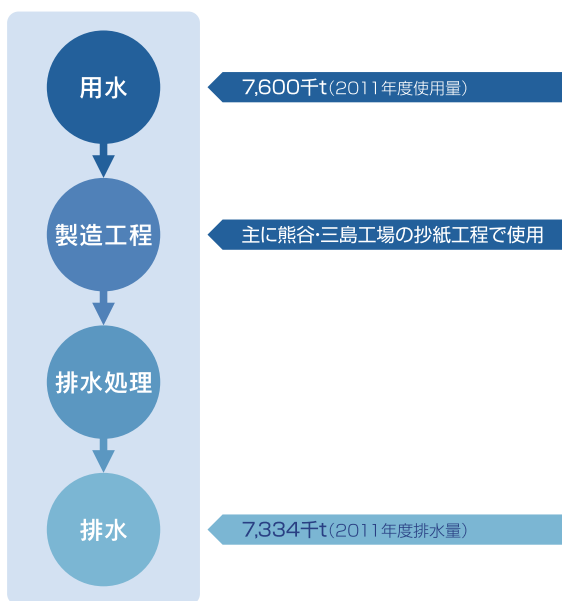 用水
7,600千t（2011年度使用量）
製造工程
主に熊谷・三島工場の抄紙工程で使用
排水処理
排水
7,334千t（2011年度排水量）